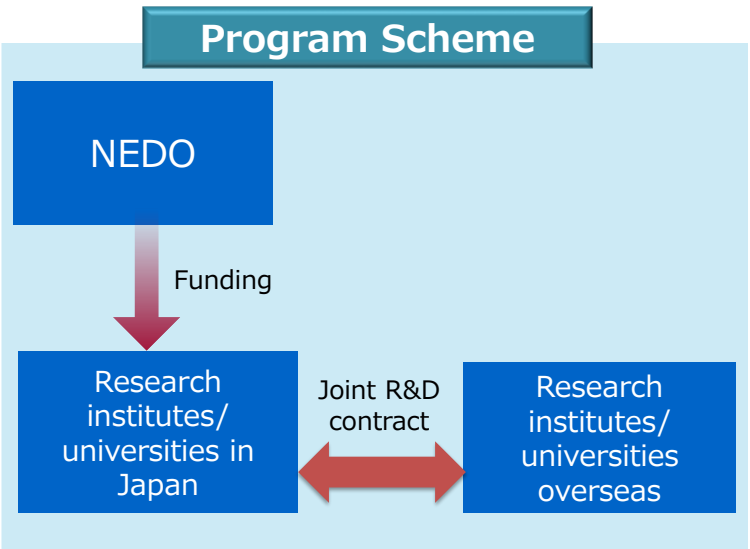 Program Scheme
NEDO
Funding
Research
institutes/
universities in
Japan
Joint R&D
contract
Research
institutes/
universities
overseas